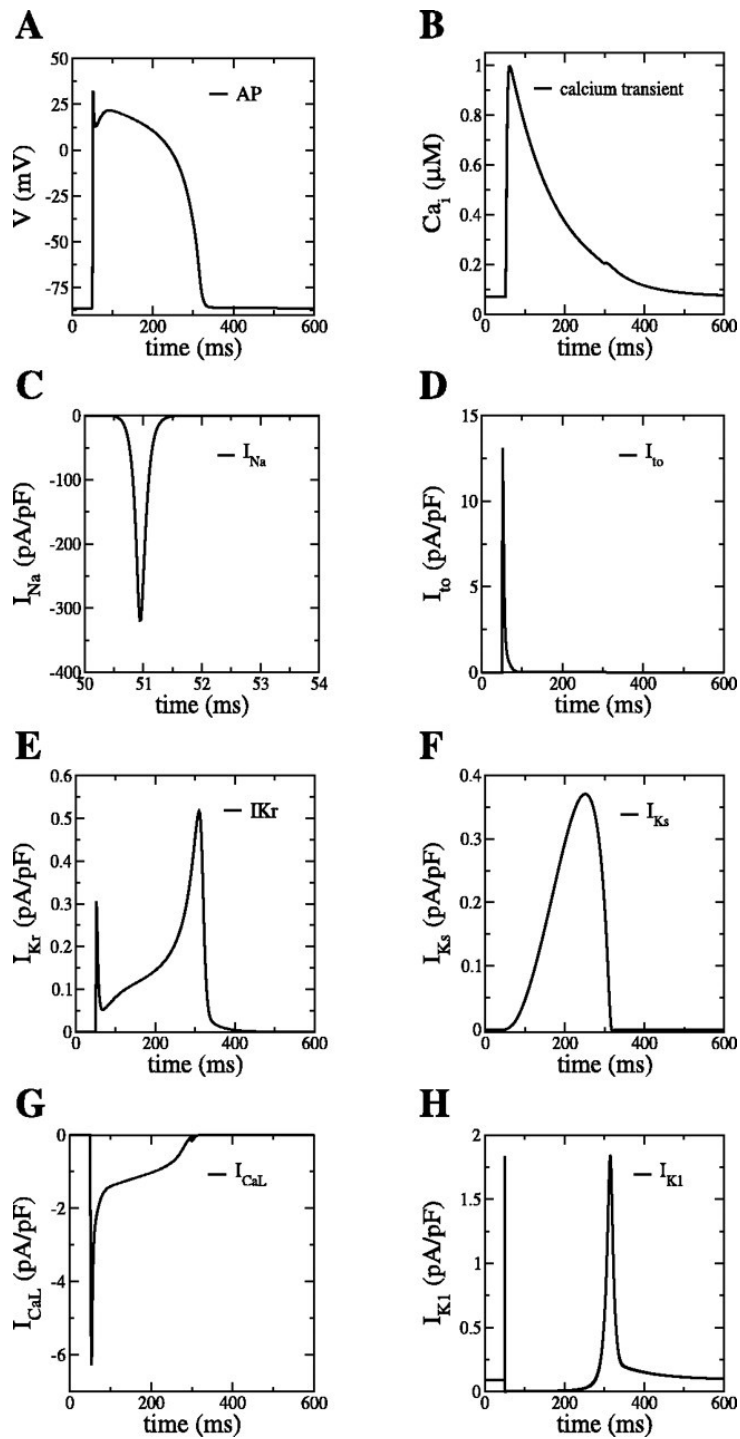 A
50
25
0
-25
-50
-75
V (mV)
AP
0 200 400 600
time (ms)
B
1
0.8
0.6
0.4
0.2
0
Ca_i (μM)
calcium transient
0 200 400 600
time (ms)
C
0
-100
-200
-300
-400
I_Na (pA/pF)
I_Na
50 51 52 53 54
time (ms)
D
15
10
5
0
I_to (pA/pF)
I_to
0 200 400 600
time (ms)
E
0.6
0.5
0.4
0.3
0.2
0.1
0
I_Kr (pA/pF)
IKr
0 200 400 600
time (ms)
F
0.4
0.3
0.2
0.1
0
I_Ks (pA/pF)
I_Ks
0 200 400 600
time (ms)
G
0
-2
-4
-6
I_CaL (pA/pF)
I_CaL
0 200 400 600
time (ms)
H
2
1.5
1
0.5
0
I_K1 (pA/pF)
I_K1
0 200 400 600
time (ms)